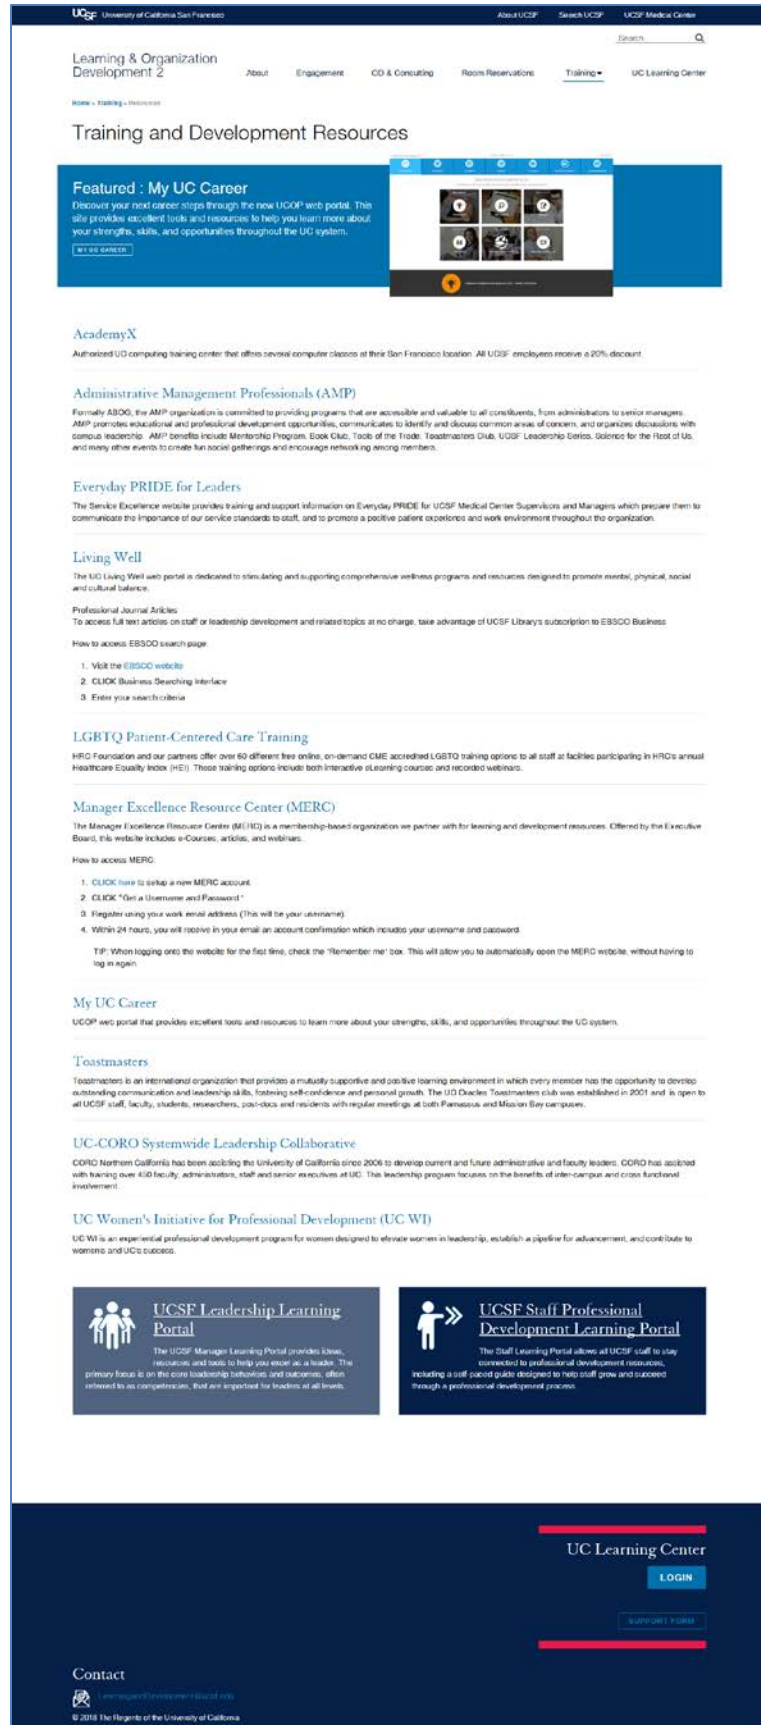 UCSF University of California San Francisco
About UCSF Search UCSF UCSF Medical Center
Search
Learning & Organization
Development 2
About Engagement OD & Consulting Room Reservations Training UC Learning Center
Home » Training » Resources
Training and Development Resources
Featured : My UC Career
Discover your next career steps through the new UCOP web portal. This
site provides excellent tools and resources to help you learn more about
your strengths, skills, and opportunities throughout the UC system.
MY UC CAREER
AcademyX
Authorized UC computing training center that offers several computer classes at their San Francisco location. All UCSF employees receive a 20% discount.
Administrative Management Professionals (AMP)
Formally ABOG, the AMP organization is committed to providing programs that are accessible and valuable to all constituents, from administrators to senior managers.
AMP promotes educational and professional development opportunities, communicates to identify and discuss common areas of concern, and organizes discussions with
campus leadership. AMP benefits include Mentorship Program, Book Club, Tools of the Trade, Toastmasters Club, UCSF Leadership Series, Science for the Rest of Us,
and many other events to create fun social gatherings and encourage networking among members.
Everyday PRIDE for Leaders
The Service Excellence website provides training and support information on Everyday PRIDE for UCSF Medical Center Supervisors and Managers which prepare them to
communicate the importance of our service standards to staff, and to promote a positive patient experience and work environment throughout the organization.
Living Well
The UC Living Well web portal is dedicated to stimulating and supporting comprehensive wellness programs and resources designed to promote mental, physical, social
and cultural balance.
Professional Journal Articles
To access full text articles on staff or leadership development and related topics at no charge, take advantage of UCSF Library's subscription to EBSCO Business
How to access EBSCO search page:
1. Visit the EBSCO website
2. CLICK Business Searching Interface
3. Enter your search criteria
LGBTQ Patient-Centered Care Training
HRC Foundation and our partners offer over 60 different free online, on-demand CME accredited LGBTQ training options to all staff at facilities participating in HRC's annual
Healthcare Equality Index (HEI). These training options include both interactive eLearning courses and recorded webinars.
Manager Excellence Resource Center (MERC)
The Manager Excellence Resource Center (MERC) is a membership-based organization we partner with for learning and development resources. Offered by the Executive
Board, this website includes e-Courses, articles, and webinars.
How to access MERC:
1. CLICK here to setup a new MERC account.
2. CLICK "Get a Username and Password."
3. Register using your work email address (This will be your username).
4. Within 24 hours, you will receive in your email an account confirmation which includes your username and password.
TIP: When logging onto the website for the first time, check the "Remember me" box. This will allow you to automatically open the MERC website, without having to
log in again.
My UC Career
UCOP web portal that provides excellent tools and resources to learn more about your strengths, skills, and opportunities throughout the UC system.
Toastmasters
Toastmasters is an international organization that provides a mutually supportive and positive learning environment in which every member has the opportunity to develop
outstanding communication and leadership skills, fostering self-confidence and personal growth. The UC Oracles Toastmasters club was established in 2001 and is open to
all UCSF staff, faculty, students, researchers, post-docs and residents with regular meetings at both Parnassus and Mission Bay campuses.
UC-CORO Systemwide Leadership Collaborative
CORO Northern California has been assisting the University of California since 2006 to develop current and future administrative and faculty leaders. CORO has assisted
with training over 450 faculty, administrators, staff and senior executives at UC. This leadership program focuses on the benefits of inter-campus and cross functional
involvement.
UC Women's Initiative for Professional Development (UC WI)
UC WI is an experiential professional development program for women designed to elevate women in leadership, establish a pipeline for advancement, and contribute to
women's and UC's success.
UCSF Leadership Learning
Portal
The UCSF Manager Learning Portal provides ideas,
resources and tools to help you excel as a leader. The
primary focus is on the core leadership behaviors and outcomes, often
referred to as competencies, that are important for leaders at all levels.
UCSF Staff Professional
Development Learning Portal
The Staff Learning Portal allows all UCSF staff to stay
connected to professional development resources,
including a self-paced guide designed to help staff grow and succeed
through a professional development process.
UC Learning Center
LOGIN
SUPPORT FORM
Contact
LearningandDevelopment@ucsf.edu
© 2018 The Regents of the University of California